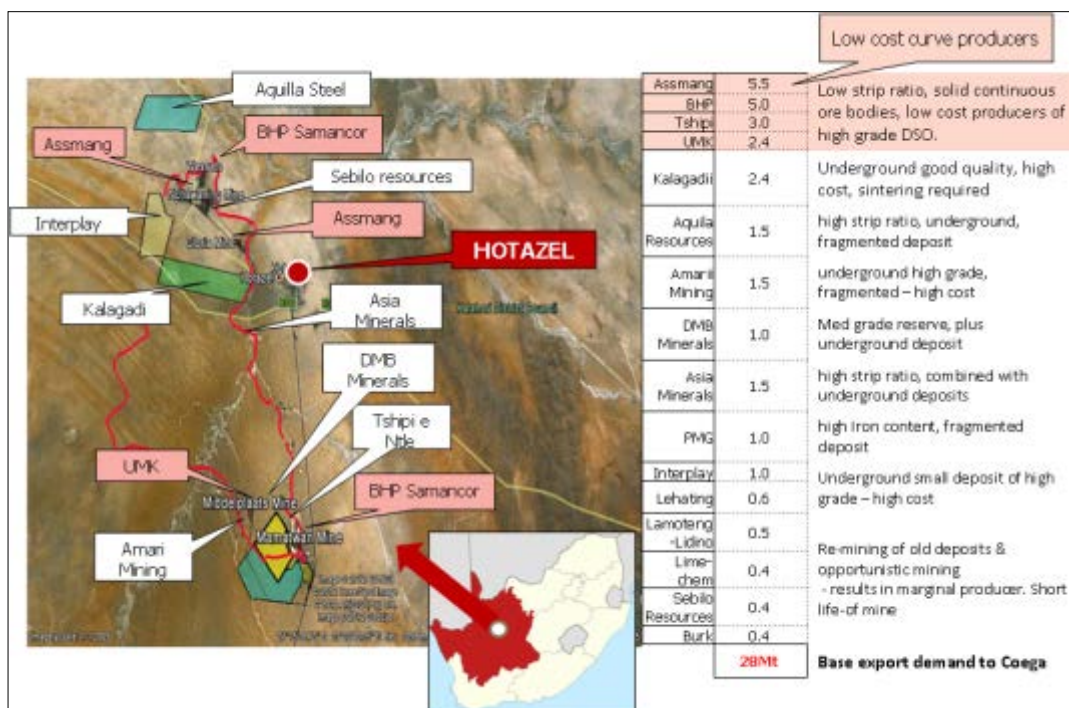 Low cost curve producers
Aquilla Steel
BHP Samancor
Assmang
Sebilo resources
Interplay
Assmang
HOTAZEL
Kalagadi
Asia
Minerals
DMB
Minerals
Tshipi e
Ntle
UMK
BHP Samancor
Middelplaats Mine
Mamatwan Mine
Amari
Mining
Assmang 5.5
BHP 5.0
Tshipi 3.0
UMK 2.4
Low strip ratio, solid continuous
ore bodies, low cost producers of
high grade DSO.
Kalagadii 2.4
Underground good quality, high
cost, sintering required
Aquila
Resources 1.5
high strip ratio, underground,
fragmented deposit
Amarii
Mining 1.5
underground high grade,
fragmented – high cost
DMB
Minerals 1.0
Med grade reserve, plus
underground deposit
Asia
Minerals 1.5
high strip ratio, combined with
underground deposits
PMG 1.0
high iron content, fragmented
deposit
Interplay 1.0
Lehating 0.6
Underground small deposit of high
grade – high cost
Lamoteng
-Lidino 0.5
Lime-
chem 0.4
Sebilo
Resources 0.4
Burk 0.4
Re-mining of old deposits &
opportunistic mining
- results in marginal producer. Short
life-of mine
28Mt Base export demand to Coega